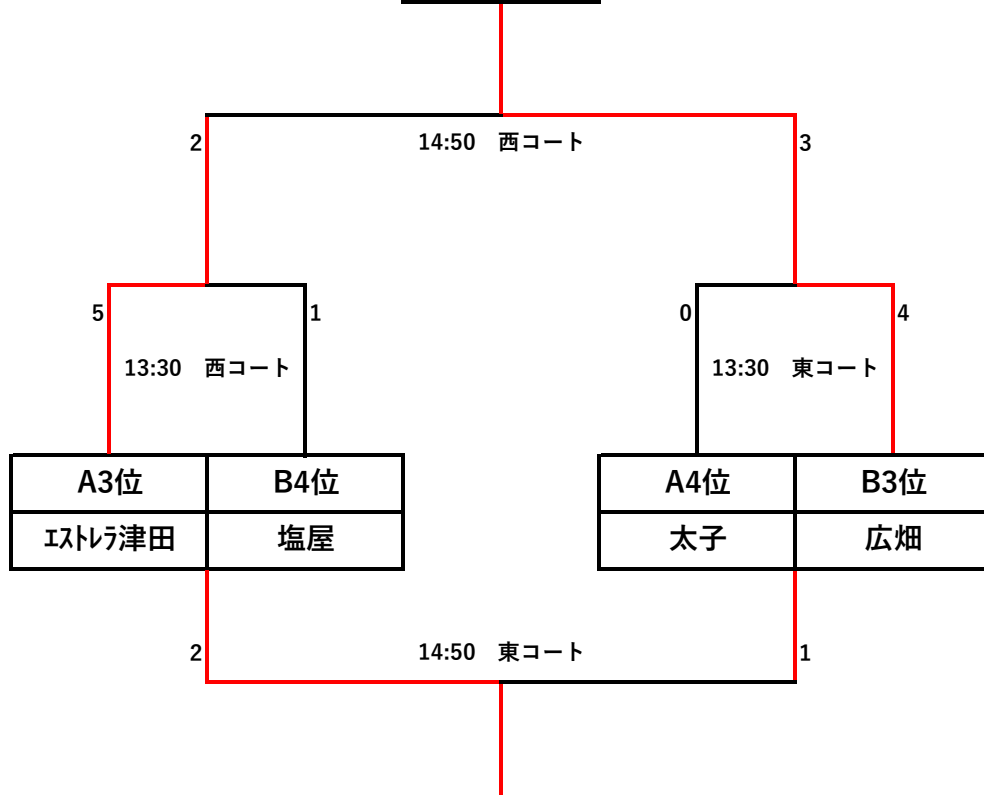 2 14:50　西コート 3
5 1 0 4
13:30　西コート 13:30　東コート
A3位 B4位 A4位 B3位
ｴｽﾄﾚﾗ津田 塩屋 太子 広畑
2 14:50　東コート 1